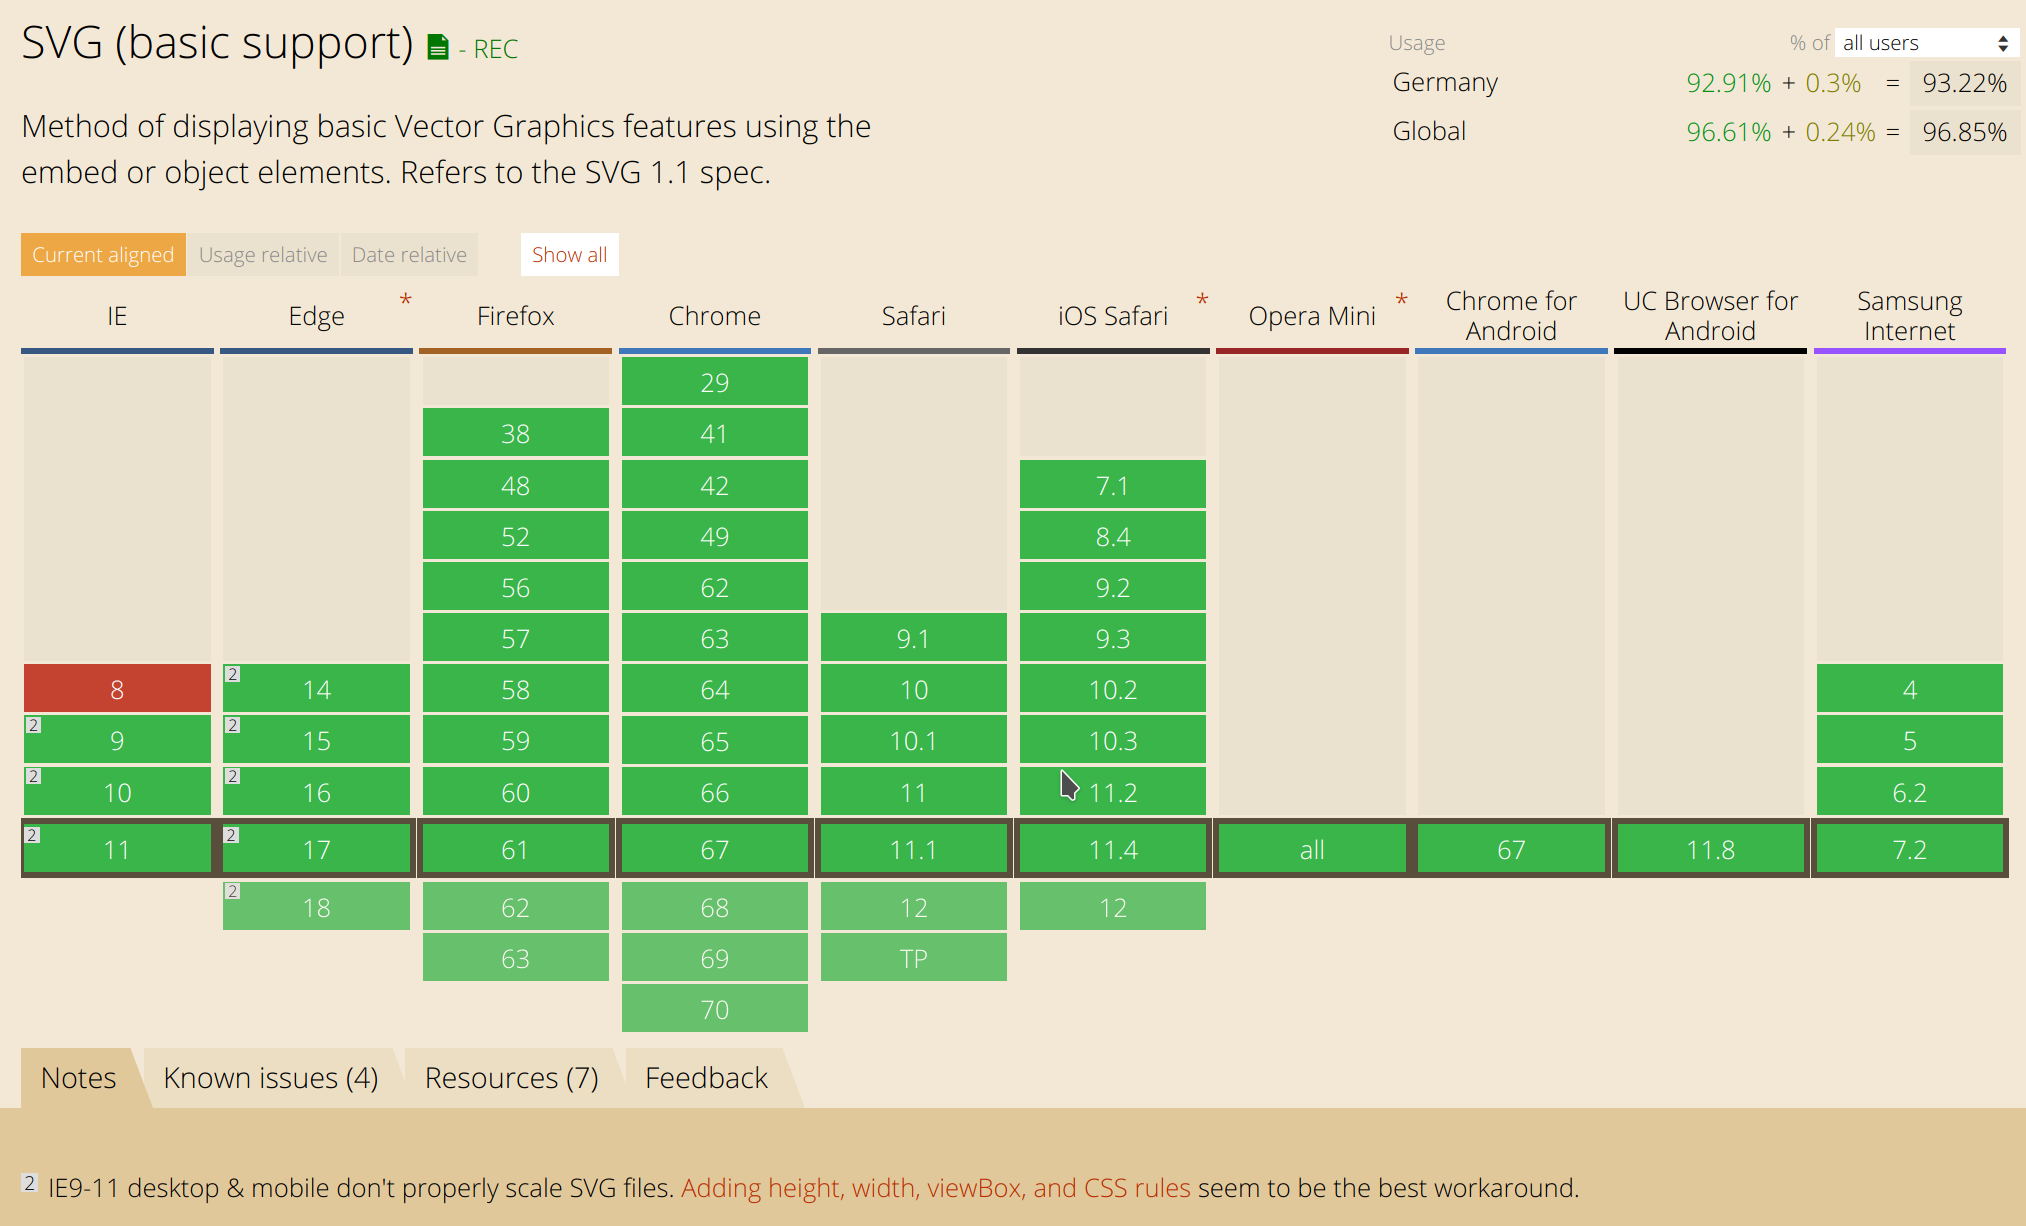 SVG (basic support) - REC
Usage % of all users
Germany 92.91% + 0.3% = 93.22%
Global 96.61% + 0.24% = 96.85%
Method of displaying basic Vector Graphics features using the
embed or object elements. Refers to the SVG 1.1 spec.
Current aligned Usage relative Date relative Show all
IE Edge * Firefox Chrome Safari iOS Safari * Opera Mini * Chrome for Android UC Browser for Android Samsung Internet
29
38 41
48 42 7.1
52 49 8.4
56 62 9.2
57 63 9.1 9.3
8 2 14 58 64 10 10.2 4
2 9 2 15 59 65 10.1 10.3 5
2 10 2 16 60 66 11 11.2 6.2
2 11 2 17 61 67 11.1 11.4 all 67 11.8 7.2
2 18 62 68 12 12
63 69 TP
70
Notes Known issues (4) Resources (7) Feedback
2 IE9-11 desktop & mobile don't properly scale SVG files. Adding height, width, viewBox, and CSS rules seem to be the best workaround.